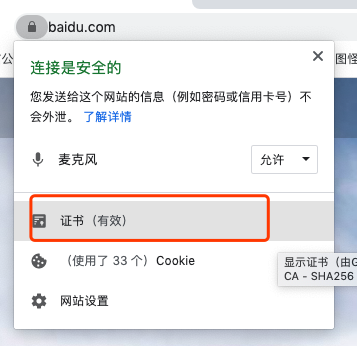 baidu.com
公
图怪
连接是安全的
您发送给这个网站的信息（例如密码或信用卡号）不
会外泄。 了解详情
麦克风
允许
证书（有效）
（使用了 33 个）Cookie
显示证书（由G
CA - SHA256
网站设置